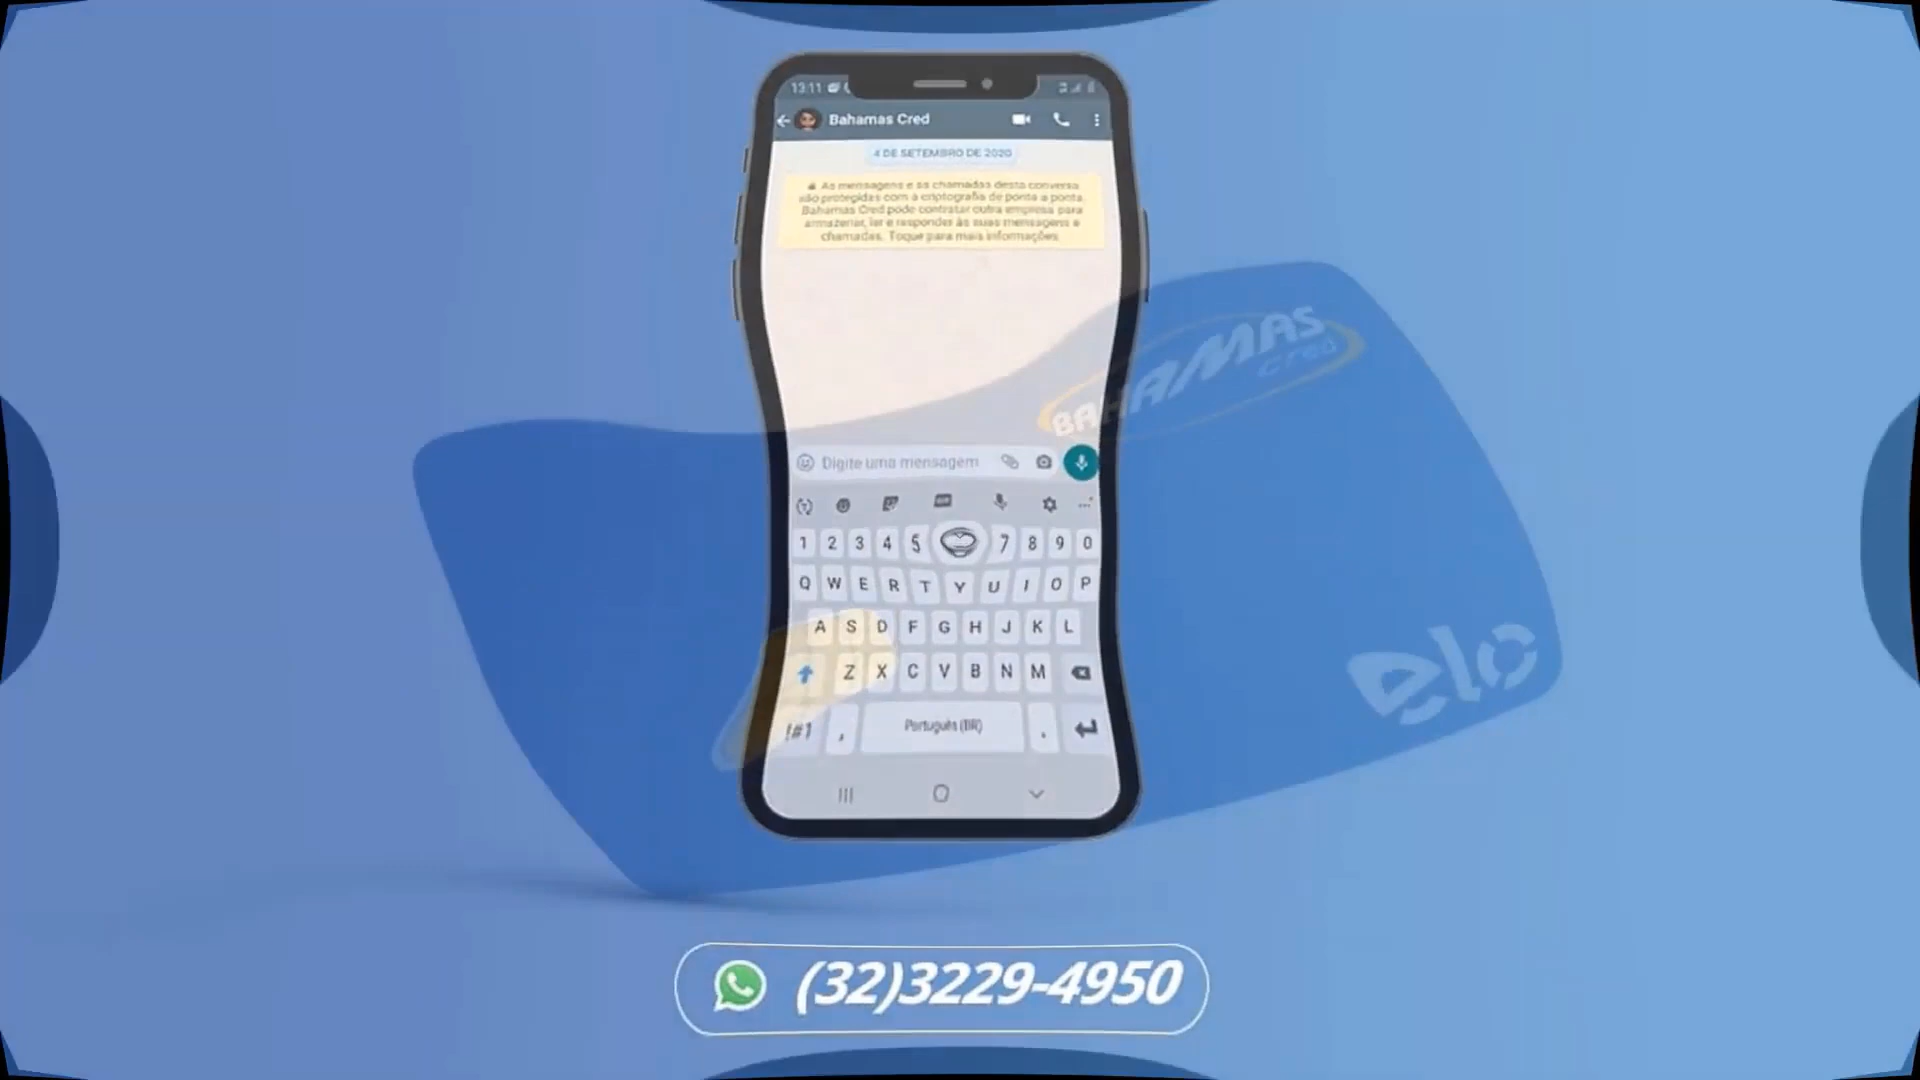 13:11
Bahamas Cred
4 DE SETEMBRO DE 2020
As mensagens e as chamadas desta conversa
são protegidas com a criptografia de ponta a ponta.
Bahamas Cred pode contratar outra empresa para
armazenar, ler e responder às suas mensagens e
chamadas. Toque para mais informações.
BAHAMAS
cred
Digite uma mensagem
GIF
1 2 3 4 5 7 8 9 0
Q W E R T Y U I O P
A S D F G H J K L
Z X C V B N M
elo
!#1 , Português (BR) .
(32)3229-4950